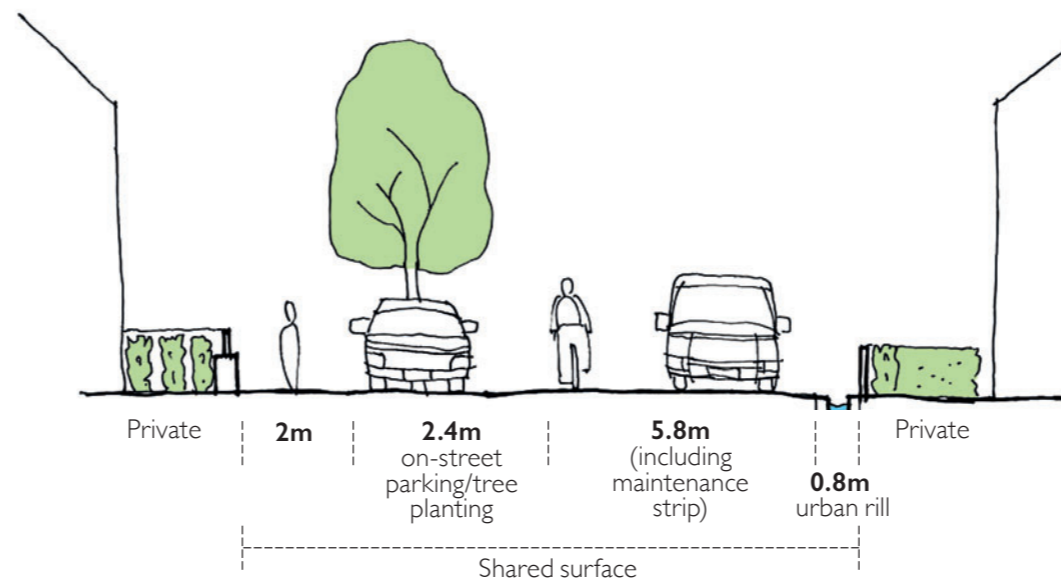 Private
2m
2.4m
on-street
parking/tree
planting
5.8m
(including
maintenance
strip)
0.8m
urban rill
Private
Shared surface